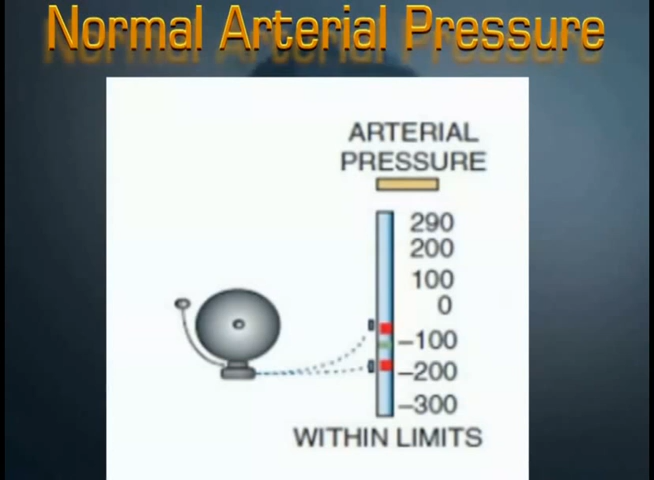 Normal Arterial Pressure
ARTERIAL
PRESSURE
290
200
100
0
–100
–200
–300
WITHIN LIMITS